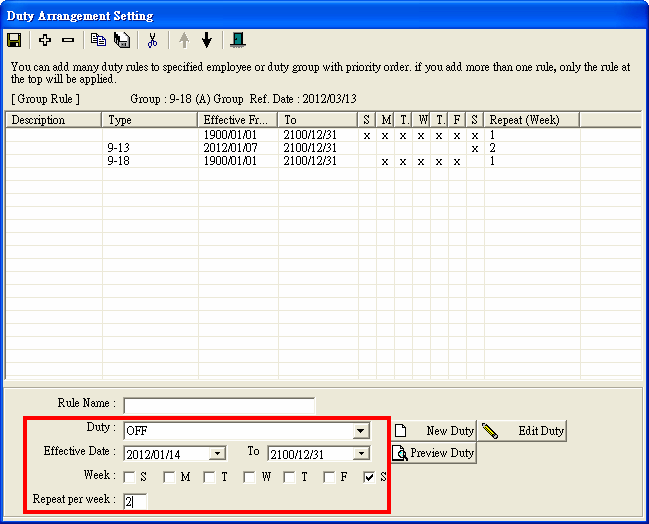 Duty Arrangement Setting
You can add many duty rules to specified employee or duty group with priority order. if you add more than one rule, only the rule at
the top will be applied.
[ Group Rule ] Group : 9-18 (A) Group Ref. Date : 2012/03/13
Description Type Effective Fr... To S M T. W T. F S Repeat (Week)
1900/01/01 2100/12/31 x x x x x x x 1
9-13 2012/01/07 2100/12/31 x 2
9-18 1900/01/01 2100/12/31 x x x x x 1
Rule Name :
Duty : OFF New Duty Edit Duty
Effective Date : 2012/01/14 To 2100/12/31 Preview Duty
Week : S M T W T F S
Repeat per week : 2